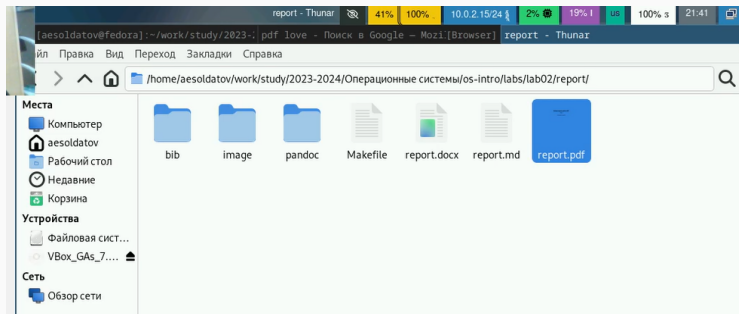 report - Thunar 41% 100% 10.0.2.15/24 2% 19% us 100% 21:41
[aesoldatov@fedora]:~/work/study/2023-2 pdf love - Поиск в Google — Mozi [Browser] report - Thunar
йл Правка Вид Переход Закладки Справка
/home/aesoldatov/work/study/2023-2024/Операционные системы/os-intro/labs/lab02/report/
Места
Компьютер
aesoldatov
Рабочий стол
Недавние
Корзина
Устройства
Файловая сист...
VBox_GAs_7....
Сеть
Обзор сети
bib image pandoc Makefile report.docx report.md report.pdf